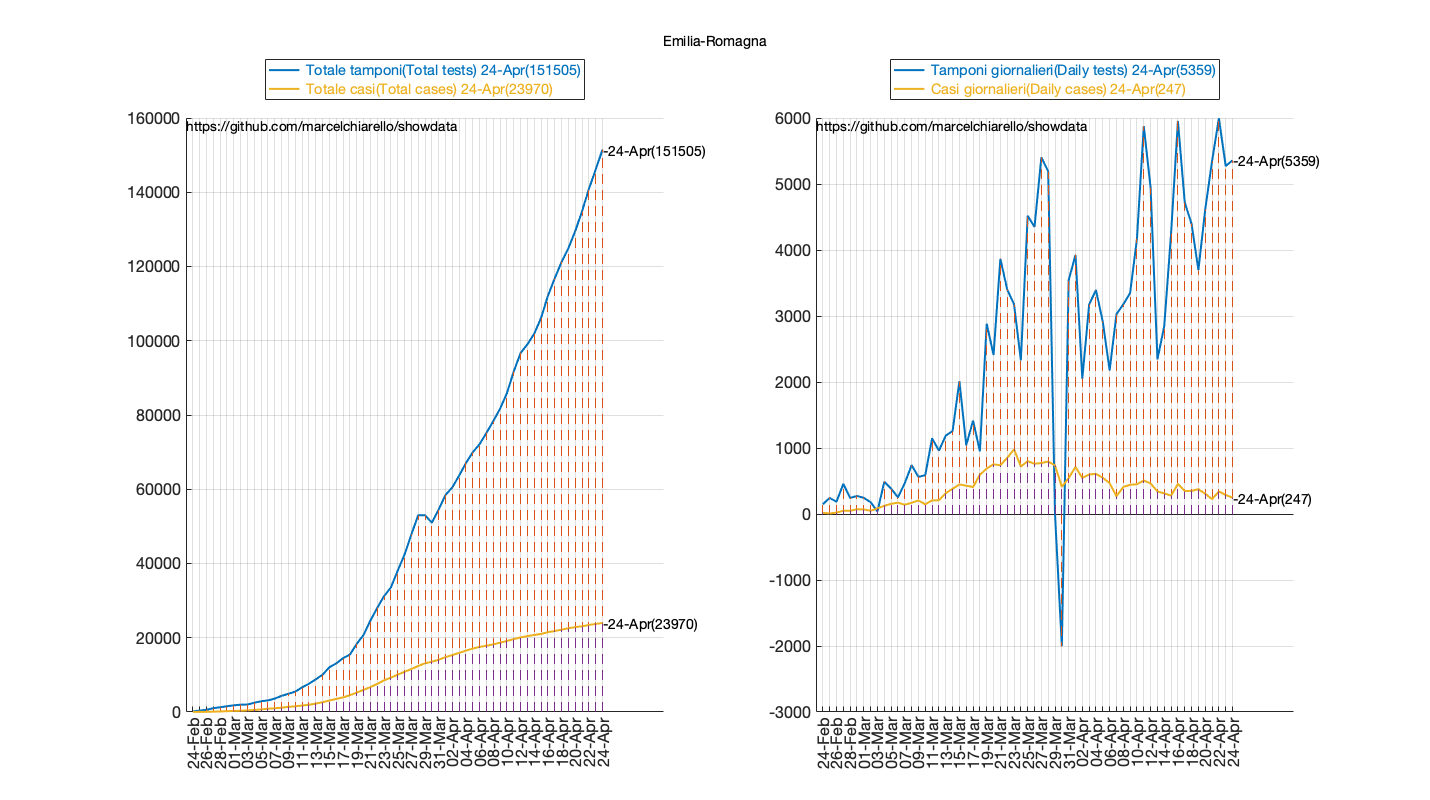 Emilia-Romagna
Totale tamponi(Total tests) 24-Apr(151505)
Totale casi(Total cases) 24-Apr(23970)
https://github.com/marcelchiarello/showdata
160000
140000
120000
100000
80000
60000
40000
20000
0
-24-Apr(151505)
-24-Apr(23970)
24-Feb
26-Feb
28-Feb
01-Mar
03-Mar
05-Mar
07-Mar
09-Mar
11-Mar
13-Mar
15-Mar
17-Mar
19-Mar
21-Mar
23-Mar
25-Mar
27-Mar
29-Mar
31-Mar
02-Apr
04-Apr
06-Apr
08-Apr
10-Apr
12-Apr
14-Apr
16-Apr
18-Apr
20-Apr
22-Apr
24-Apr
Tamponi giornalieri(Daily tests) 24-Apr(5359)
Casi giornalieri(Daily cases) 24-Apr(247)
https://github.com/marcelchiarello/showdata
6000
5000
4000
3000
2000
1000
0
-1000
-2000
-3000
-24-Apr(5359)
-24-Apr(247)
24-Feb
26-Feb
28-Feb
01-Mar
03-Mar
05-Mar
07-Mar
09-Mar
11-Mar
13-Mar
15-Mar
17-Mar
19-Mar
21-Mar
23-Mar
25-Mar
27-Mar
29-Mar
31-Mar
02-Apr
04-Apr
06-Apr
08-Apr
10-Apr
12-Apr
14-Apr
16-Apr
18-Apr
20-Apr
22-Apr
24-Apr